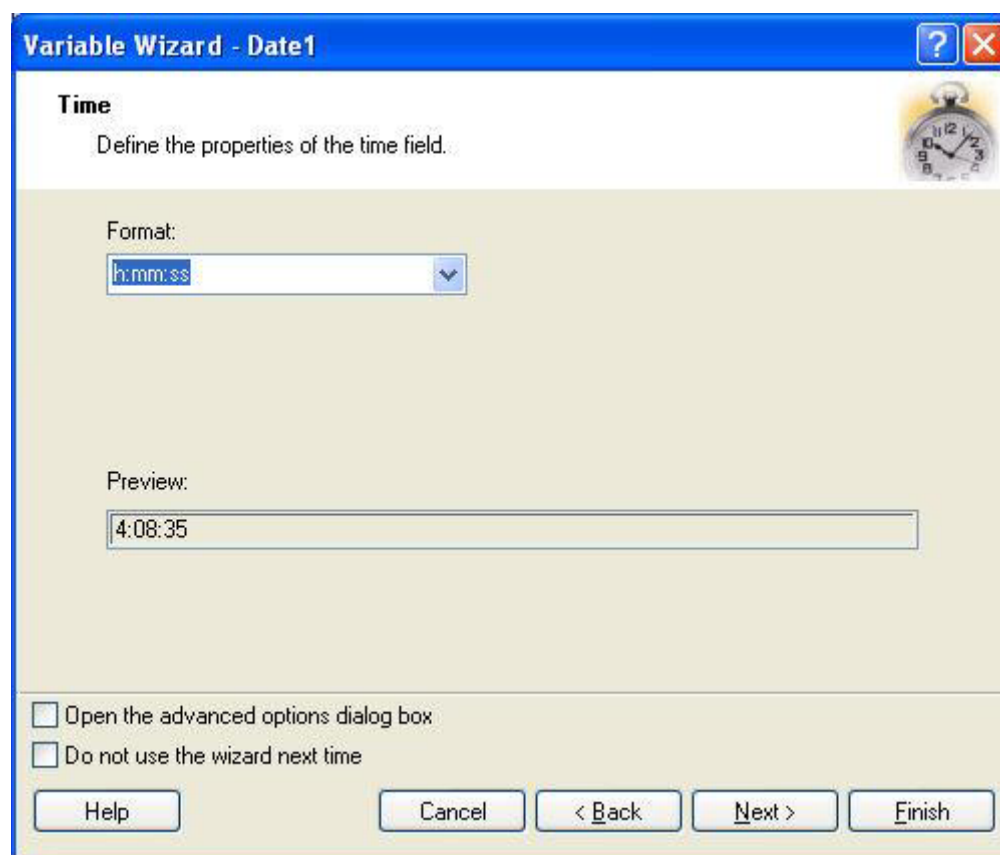 Variable Wizard - Date1
Time
Define the properties of the time field.
Format:
h:mm:ss
Preview:
4:08:35
Open the advanced options dialog box
Do not use the wizard next time
Help Cancel < Back Next > Finish